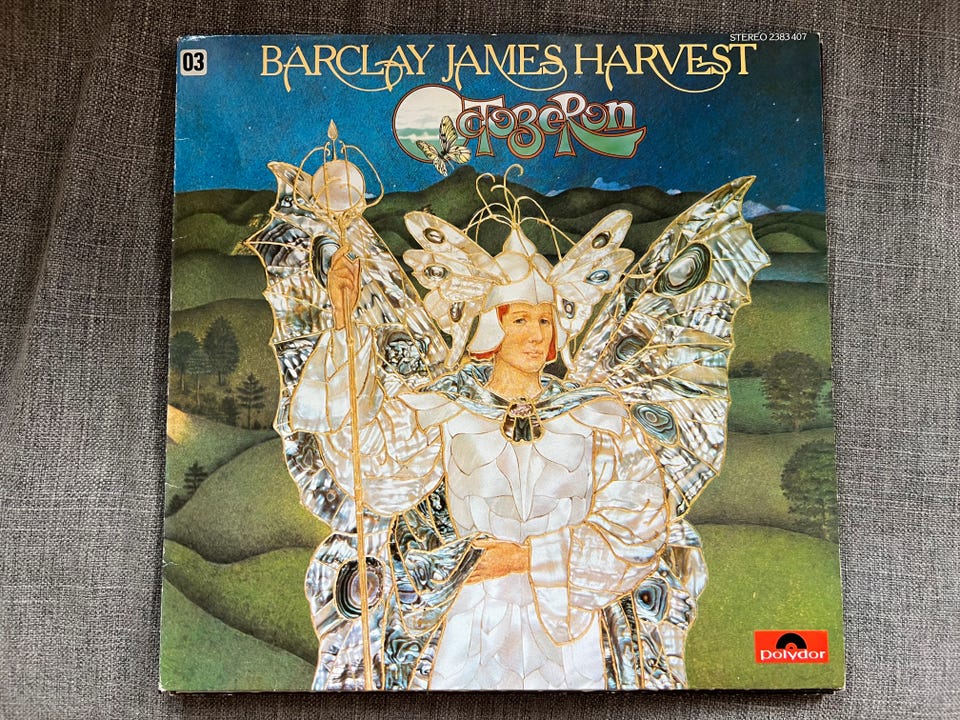 STEREO 2383 407
03
BARCLAY JAMES HARVEST
OCTOBERON
polydor